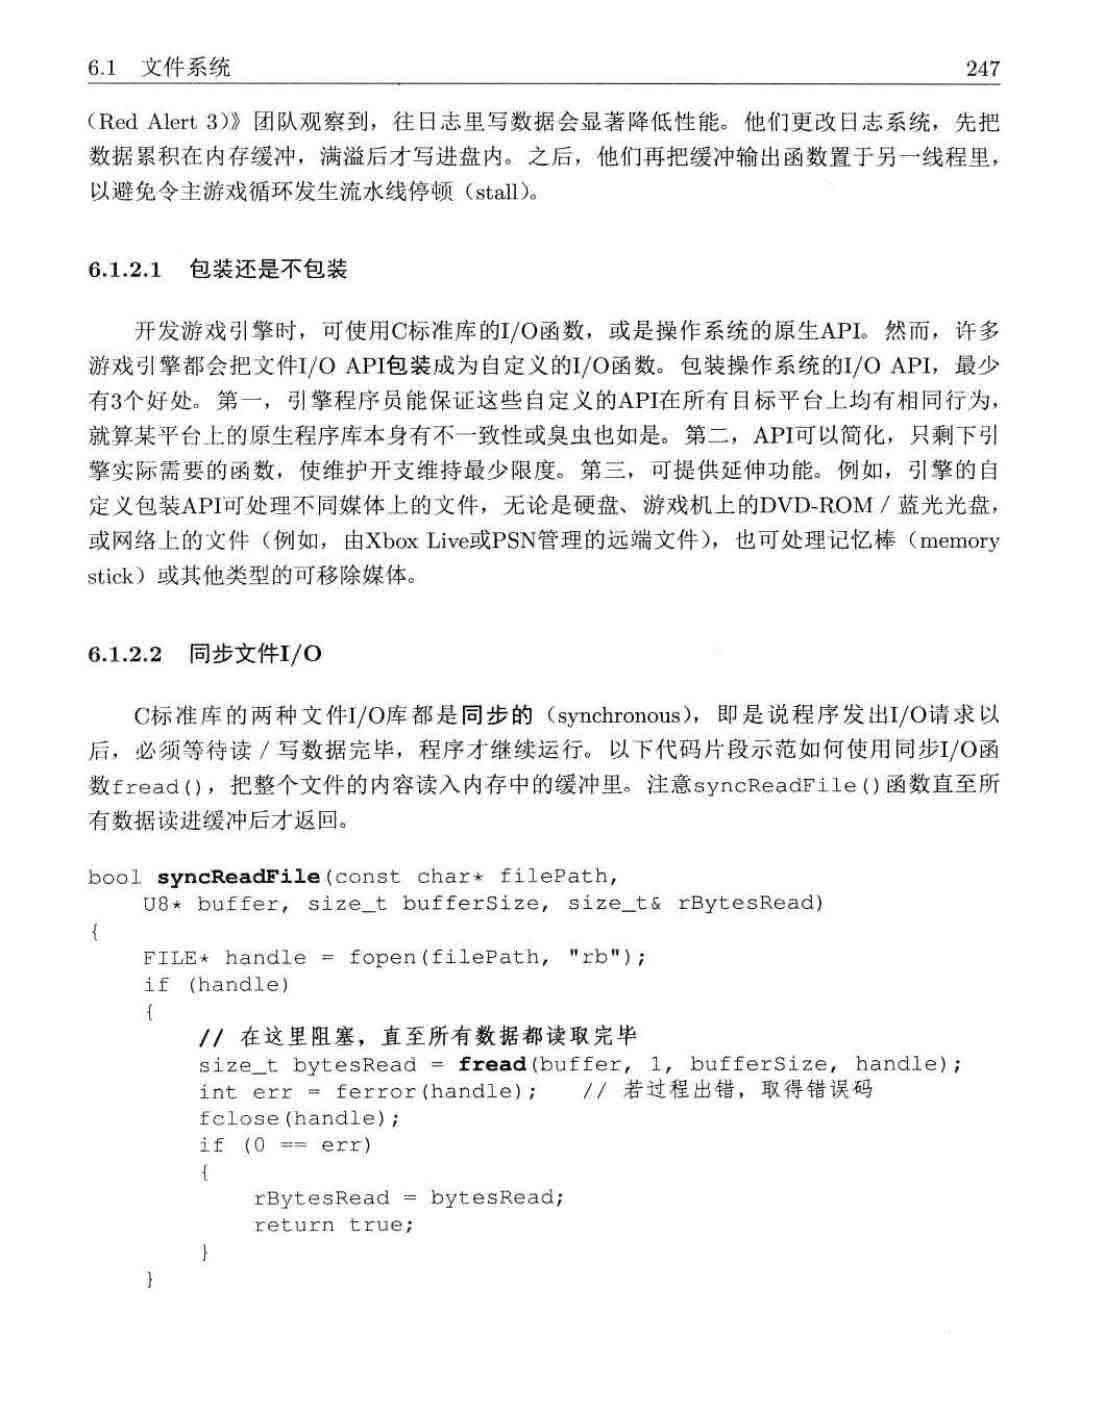 6.1 文件系统 247
（Red Alert 3）》团队观察到，往日志里写数据会显著降低性能。他们更改日志系统，先把
数据累积在内存缓冲，满溢后才写进盘内。之后，他们再把缓冲输出函数置于另一线程里，
以避免令主游戏循环发生流水线停顿（stall）。
6.1.2.1 包装还是不包装
开发游戏引擎时，可使用C标准库的I/O函数，或是操作系统的原生API。然而，许多
游戏引擎都会把文件I/O API包装成为自定义的I/O函数。包装操作系统的I/O API，最少
有3个好处。第一，引擎程序员能保证这些自定义的API在所有目标平台上均有相同行为，
就算某平台上的原生程序库本身有不一致性或臭虫也如是。第二，API可以简化，只剩下引
擎实际需要的函数，使维护开支维持最少限度。第三，可提供延伸功能。例如，引擎的自
定义包装API可处理不同媒体上的文件，无论是硬盘、游戏机上的DVD-ROM / 蓝光光盘，
或网络上的文件（例如，由Xbox Live或PSN管理的远端文件），也可处理记忆棒（memory
stick）或其他类型的可移除媒体。
6.1.2.2 同步文件I/O
C标准库的两种文件I/O库都是同步的（synchronous），即是说程序发出I/O请求以
后，必须等待读 / 写数据完毕，程序才继续运行。以下代码片段示范如何使用同步I/O函
数fread()，把整个文件的内容读入内存中的缓冲里。注意syncReadFile()函数直至所
有数据读进缓冲后才返回。
bool syncReadFile(const char* filePath,
U8* buffer, size_t bufferSize, size_t& rBytesRead)
{
FILE* handle = fopen(filePath, "rb");
if (handle)
{
// 在这里阻塞，直至所有数据都读取完毕
size_t bytesRead = fread(buffer, 1, bufferSize, handle);
int err = ferror(handle); // 若过程出错，取得错误码
fclose(handle);
if (0 == err)
{
rBytesRead = bytesRead;
return true;
}
}